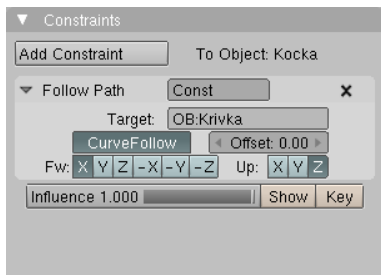 Constraints
Add Constraint To Object: Kocka
Follow Path Const
Target: OB:Krivka
CurveFollow Offset: 0.00
Fw: X Y Z -X -Y -Z Up: X Y Z
Influence 1.000 Show Key